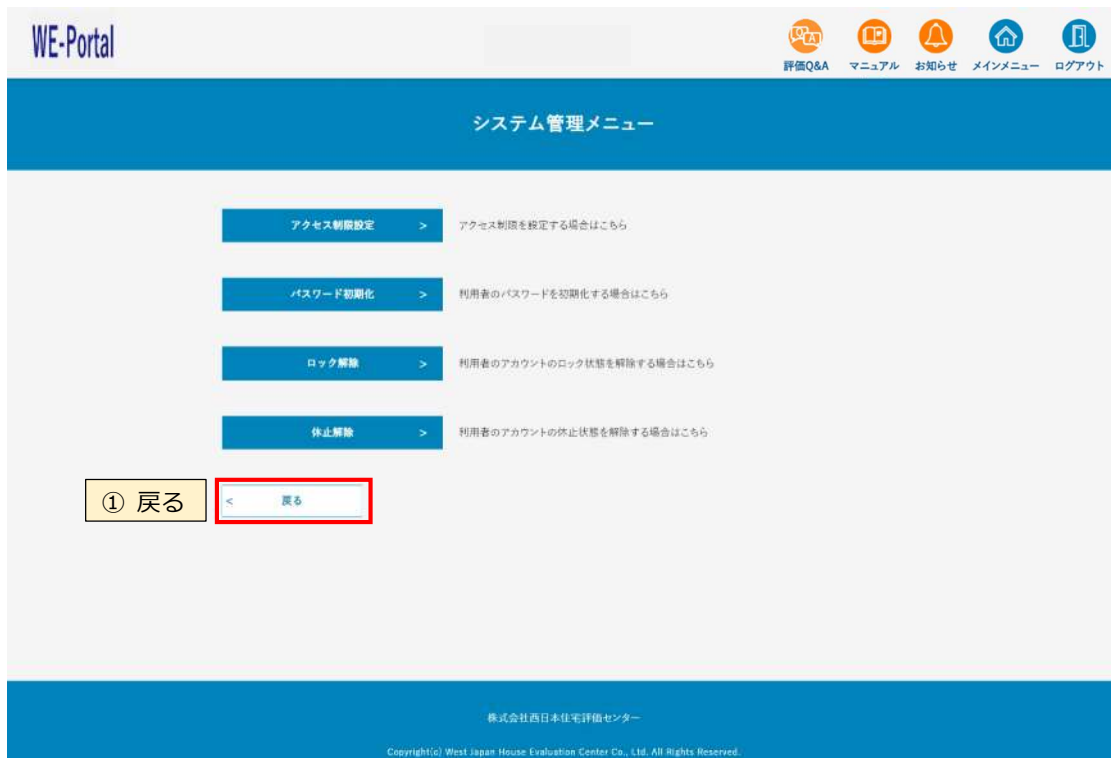 WE-Portal
評価Q&A マニュアル お知らせ メインメニュー ログアウト
システム管理メニュー
アクセス制限設定 > アクセス制限を設定する場合はこちら
パスワード初期化 > 利用者のパスワードを初期化する場合はこちら
ロック解除 > 利用者のアカウントのロック状態を解除する場合はこちら
休止解除 > 利用者のアカウントの休止状態を解除する場合はこちら
① 戻る < 戻る
株式会社西日本住宅評価センター
Copyright(c) West Japan House Evaluation Center Co., Ltd. All Rights Reserved.